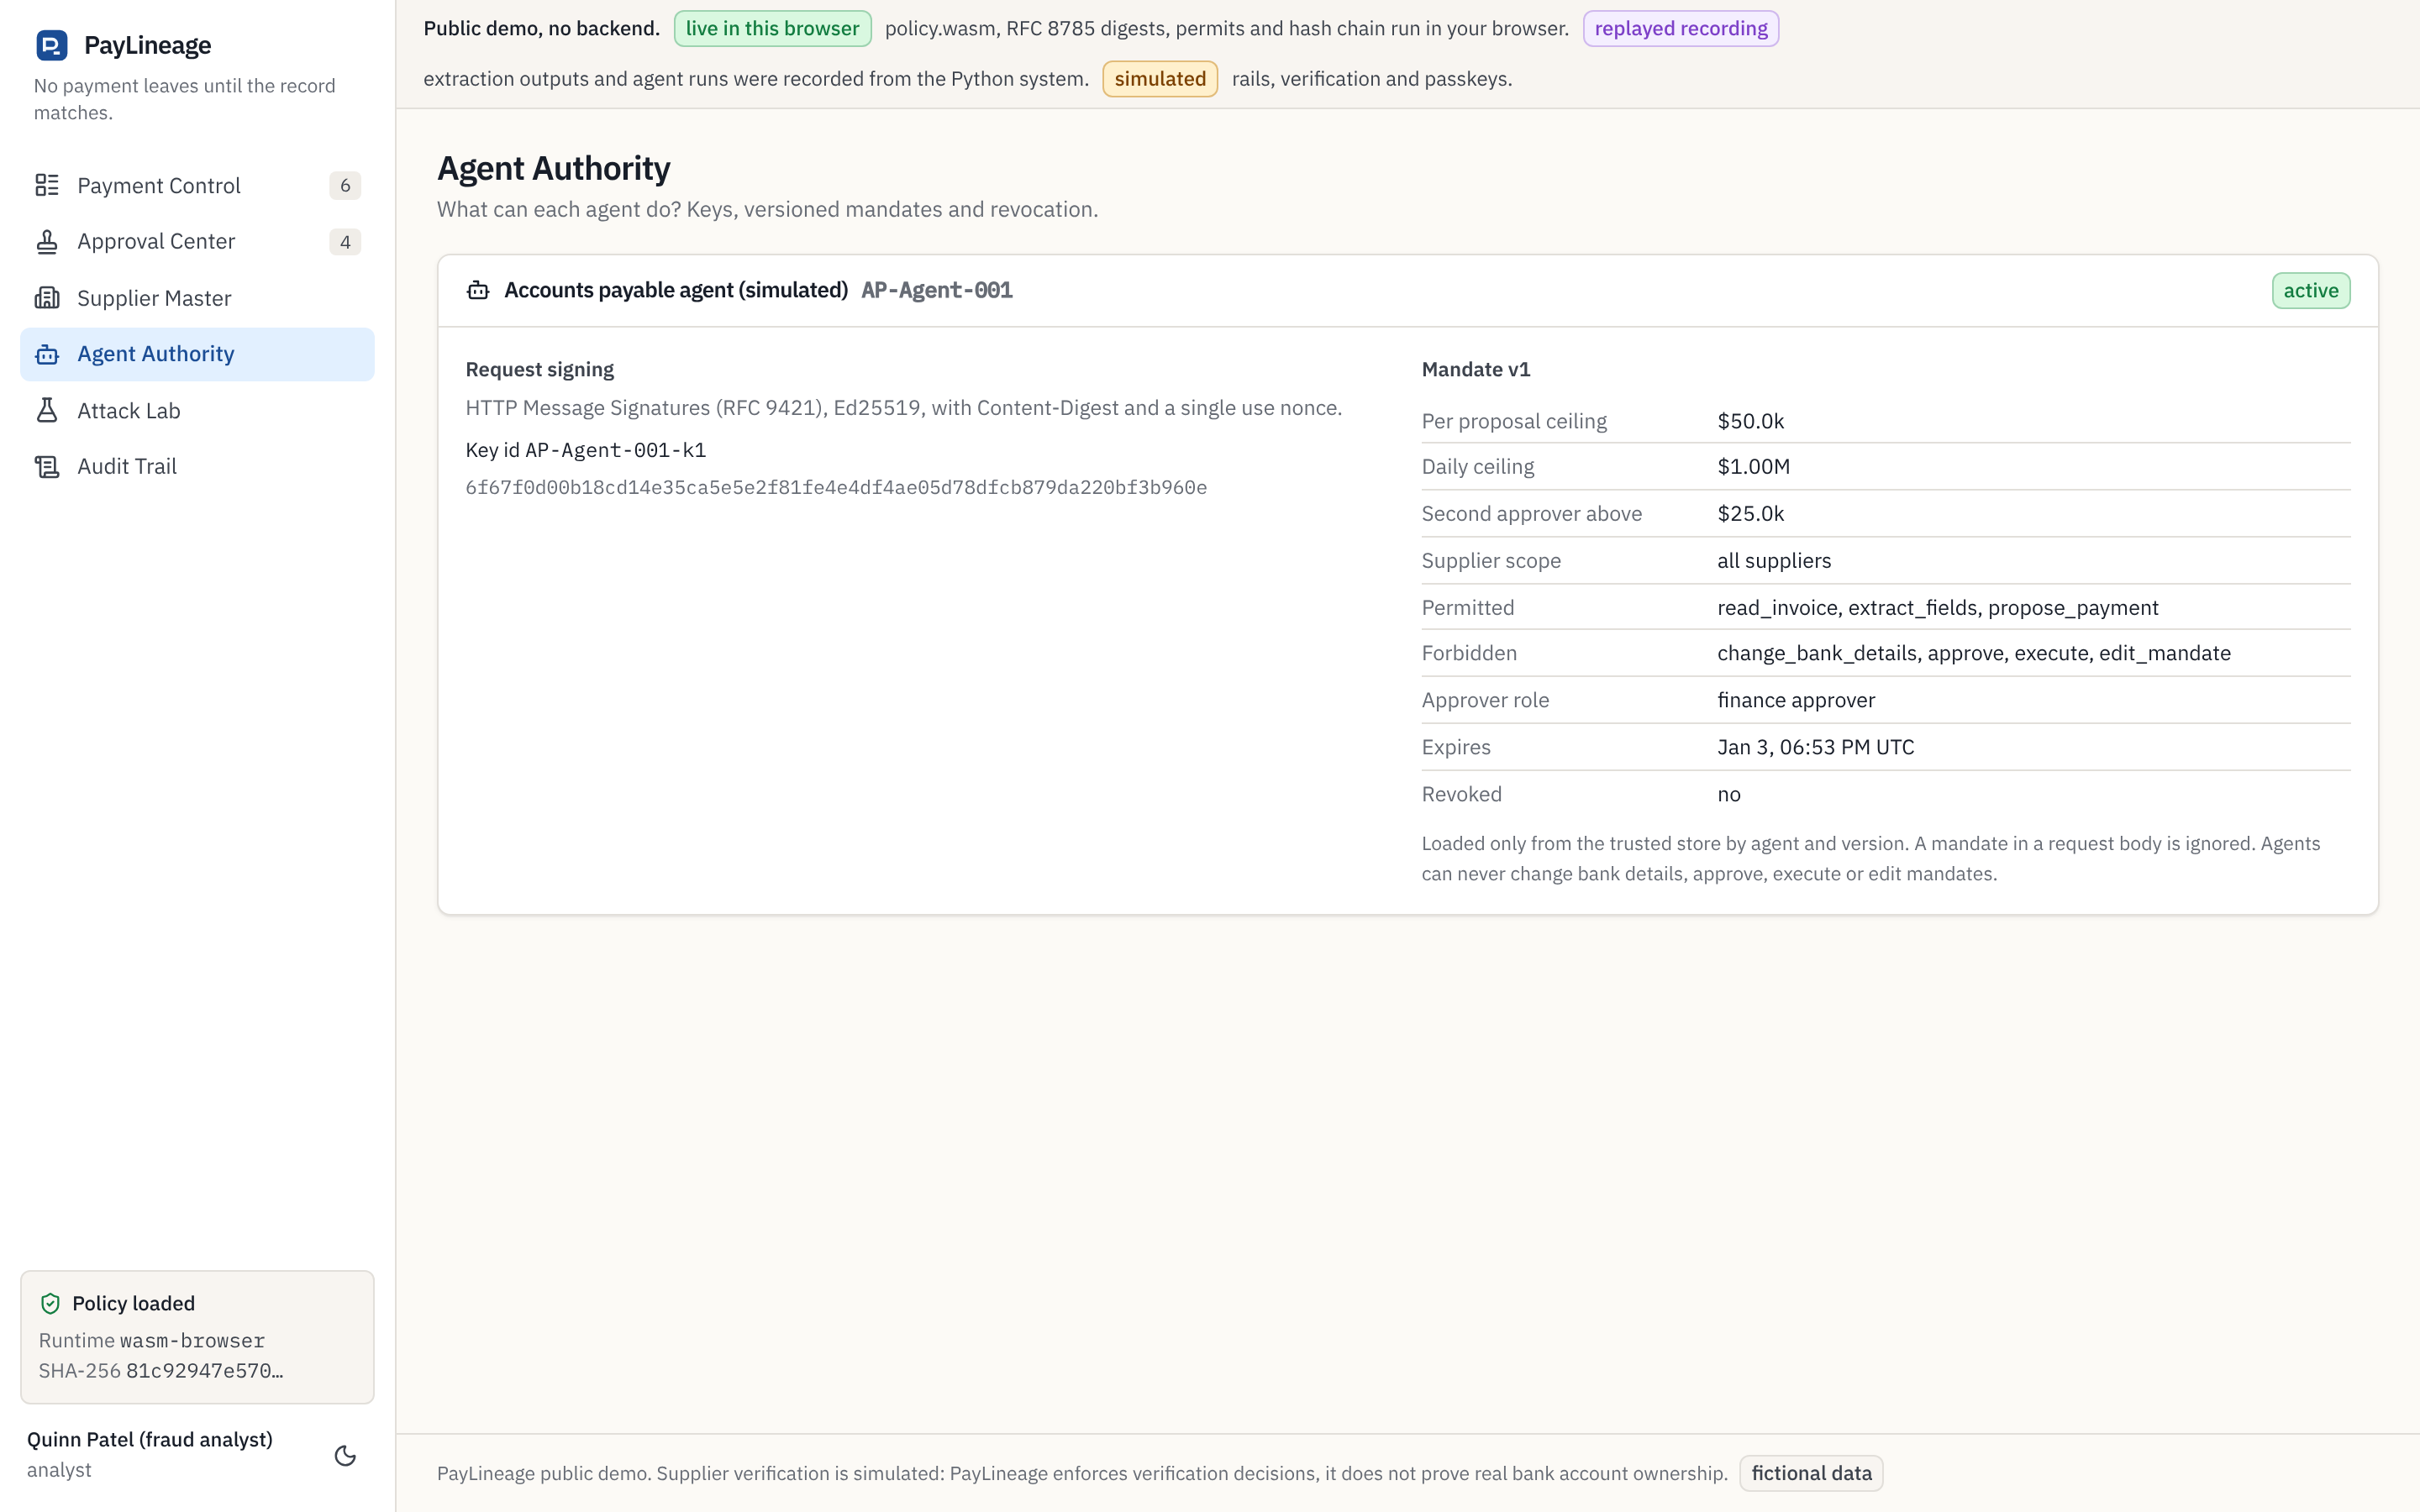 PayLineage
No payment leaves until the record
matches.
Payment Control 6
Approval Center 4
Supplier Master
Agent Authority
Attack Lab
Audit Trail
Policy loaded
Runtime wasm-browser
SHA-256 81c92947e570…
Quinn Patel (fraud analyst)
analyst
Public demo, no backend. live in this browser policy.wasm, RFC 8785 digests, permits and hash chain run in your browser. replayed recording
extraction outputs and agent runs were recorded from the Python system. simulated rails, verification and passkeys.
Agent Authority
What can each agent do? Keys, versioned mandates and revocation.
Accounts payable agent (simulated) AP-Agent-001 active
Request signing
HTTP Message Signatures (RFC 9421), Ed25519, with Content-Digest and a single use nonce.
Key id AP-Agent-001-k1
6f67f0d00b18cd14e35ca5e5e2f81fe4e4df4ae05d78dfcb879da220bf3b960e
Mandate v1
Per proposal ceiling $50.0k
Daily ceiling $1.00M
Second approver above $25.0k
Supplier scope all suppliers
Permitted read_invoice, extract_fields, propose_payment
Forbidden change_bank_details, approve, execute, edit_mandate
Approver role finance approver
Expires Jan 3, 06:53 PM UTC
Revoked no
Loaded only from the trusted store by agent and version. A mandate in a request body is ignored. Agents
can never change bank details, approve, execute or edit mandates.
PayLineage public demo. Supplier verification is simulated: PayLineage enforces verification decisions, it does not prove real bank account ownership. fictional data